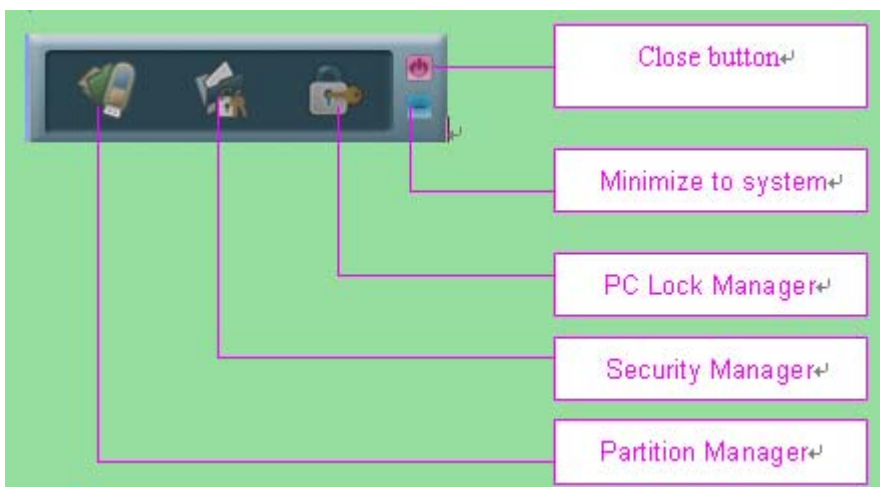 Close button
Minimize to system
PC Lock Manager
Security Manager
Partition Manager